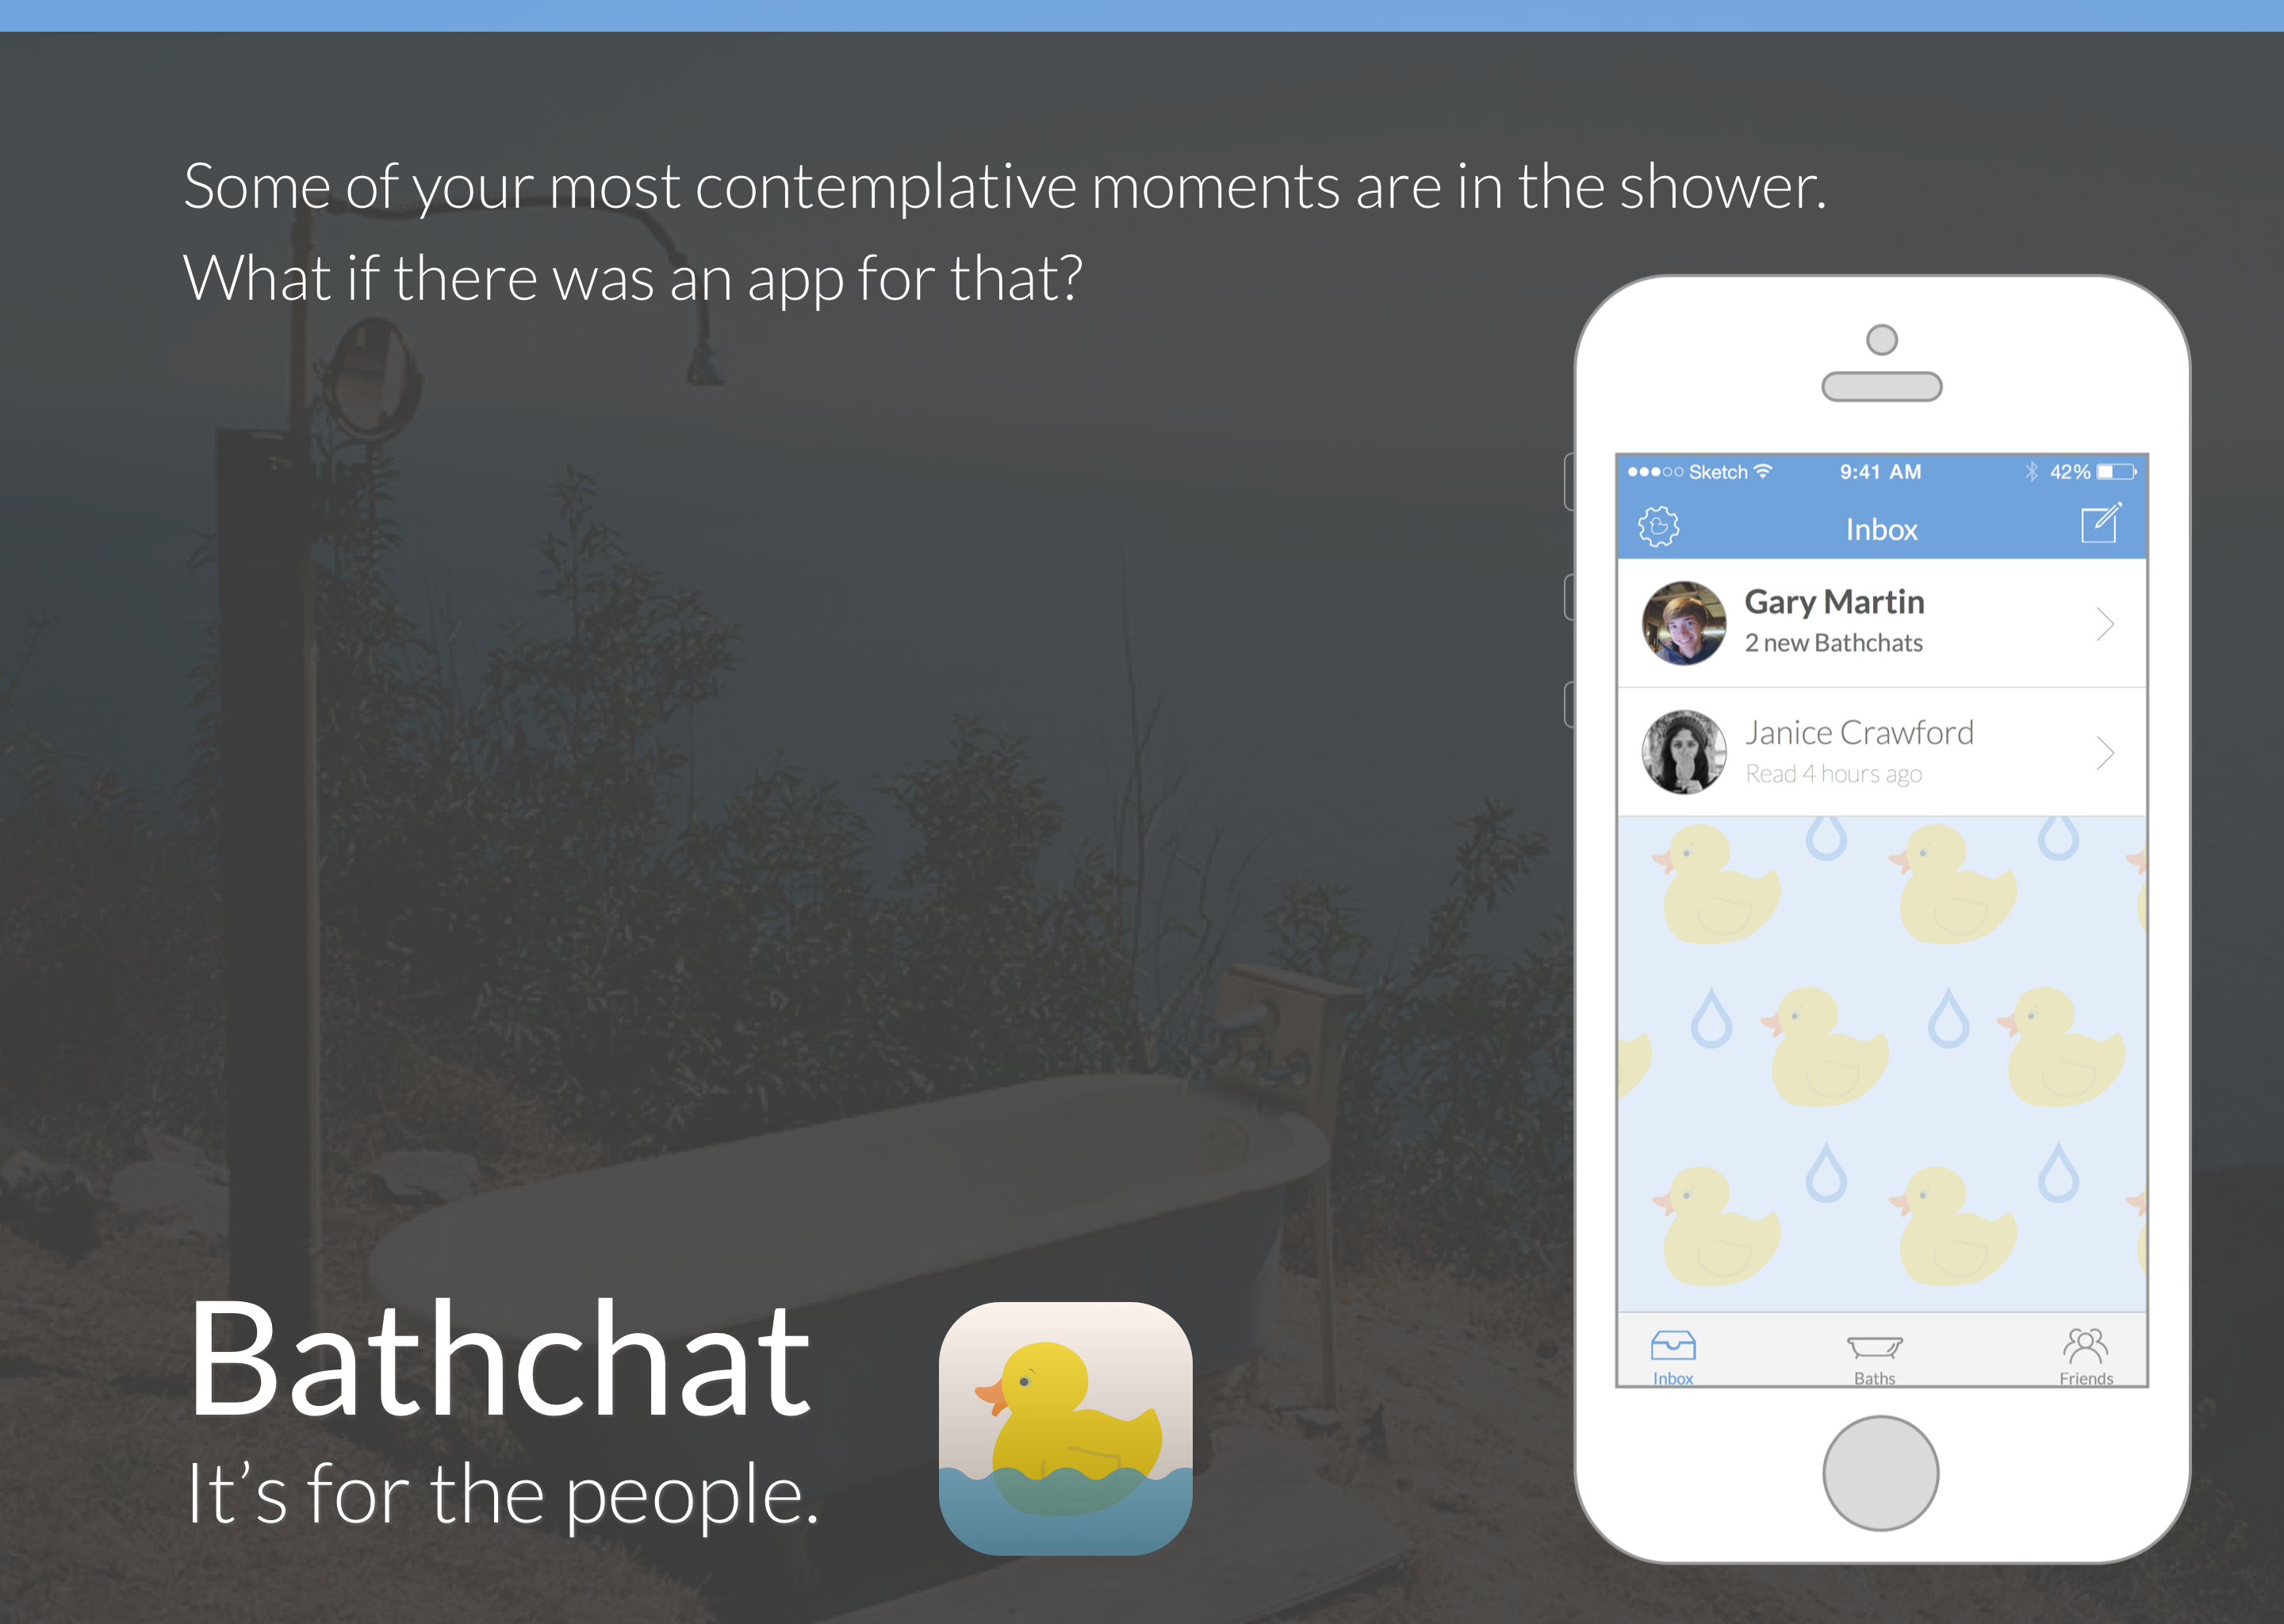 Some of your most contemplative moments are in the shower.
What if there was an app for that?
Sketch 9:41 AM 42%
Inbox
Gary Martin
2 new Bathchats
Janice Crawford
Read 4 hours ago
Inbox Baths Friends
Bathchat
It’s for the people.